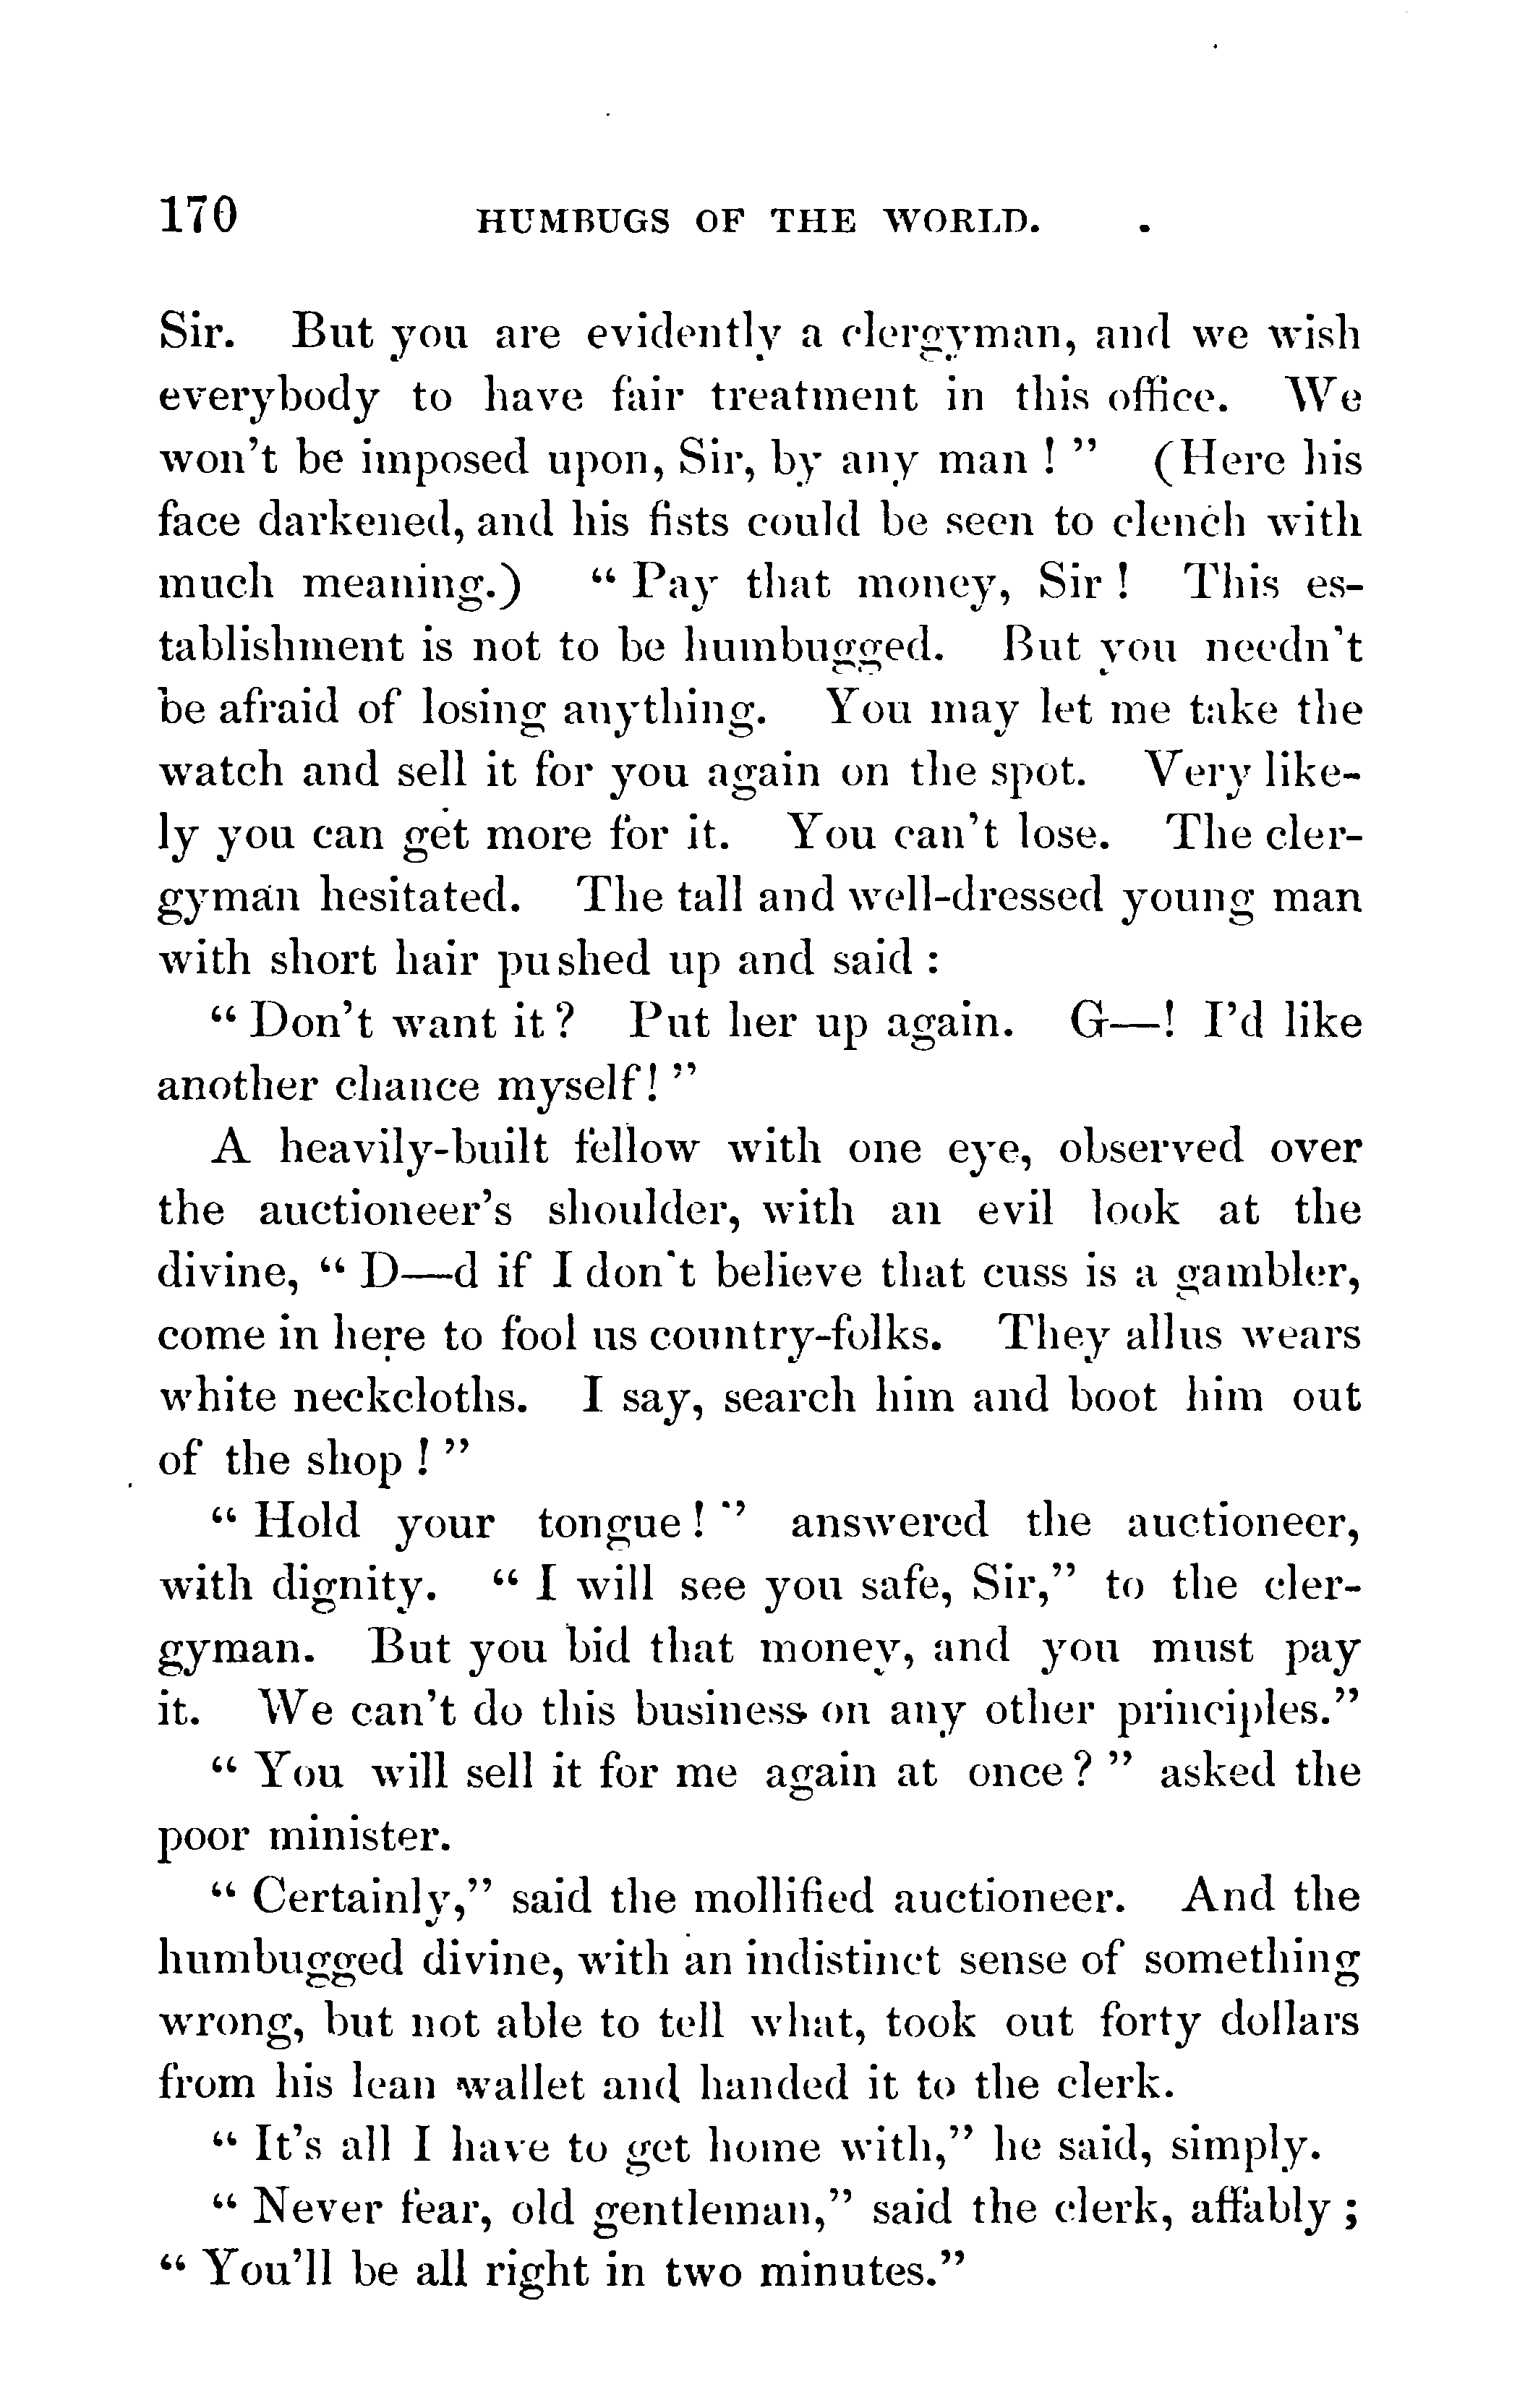 170 HUMBUGS OF THE WORLD.
Sir. But you are evidently a clergyman, and we wish
everybody to have fair treatment in this office. We
won't be imposed upon, Sir, by any man ! " (Here his
face darkened, and his fists could be seen to clench with
much meaning.) " Pay that money, Sir ! This es-
tablishment is not to be humbugged. But you needn't
be afraid of losing anything. You may let me take the
watch and sell it for you again on the spot. Very like-
ly you can get more for it. You can't lose. The cler-
gyman hesitated. The tall and well-dressed young man
with short hair pushed up and said :
" Don't want it ? Put her up again. G—! I'd like
another chance myself! "
A heavily-built fellow with one eye, observed over
the auctioneer's shoulder, with an evil look at the
divine, " D—d if I don't believe that cuss is a gambler,
come in here to fool us country-folks. They allus wears
white neckcloths. I say, search him and boot him out
of the shop ! "
" Hold your tongue ! " answered the auctioneer,
with dignity. " I will see you safe, Sir," to the cler-
gyman. But you bid that money, and you must pay
it. We can't do this business on any other principles."
" You will sell it for me again at once ? " asked the
poor minister.
" Certainly," said the mollified auctioneer. And the
humbugged divine, with an indistinct sense of something
wrong, but not able to tell what, took out forty dollars
from his lean wallet and handed it to the clerk.
" It's all I have to get home with," he said, simply.
" Never fear, old gentleman," said the clerk, affably ;
" You'll be all right in two minutes."